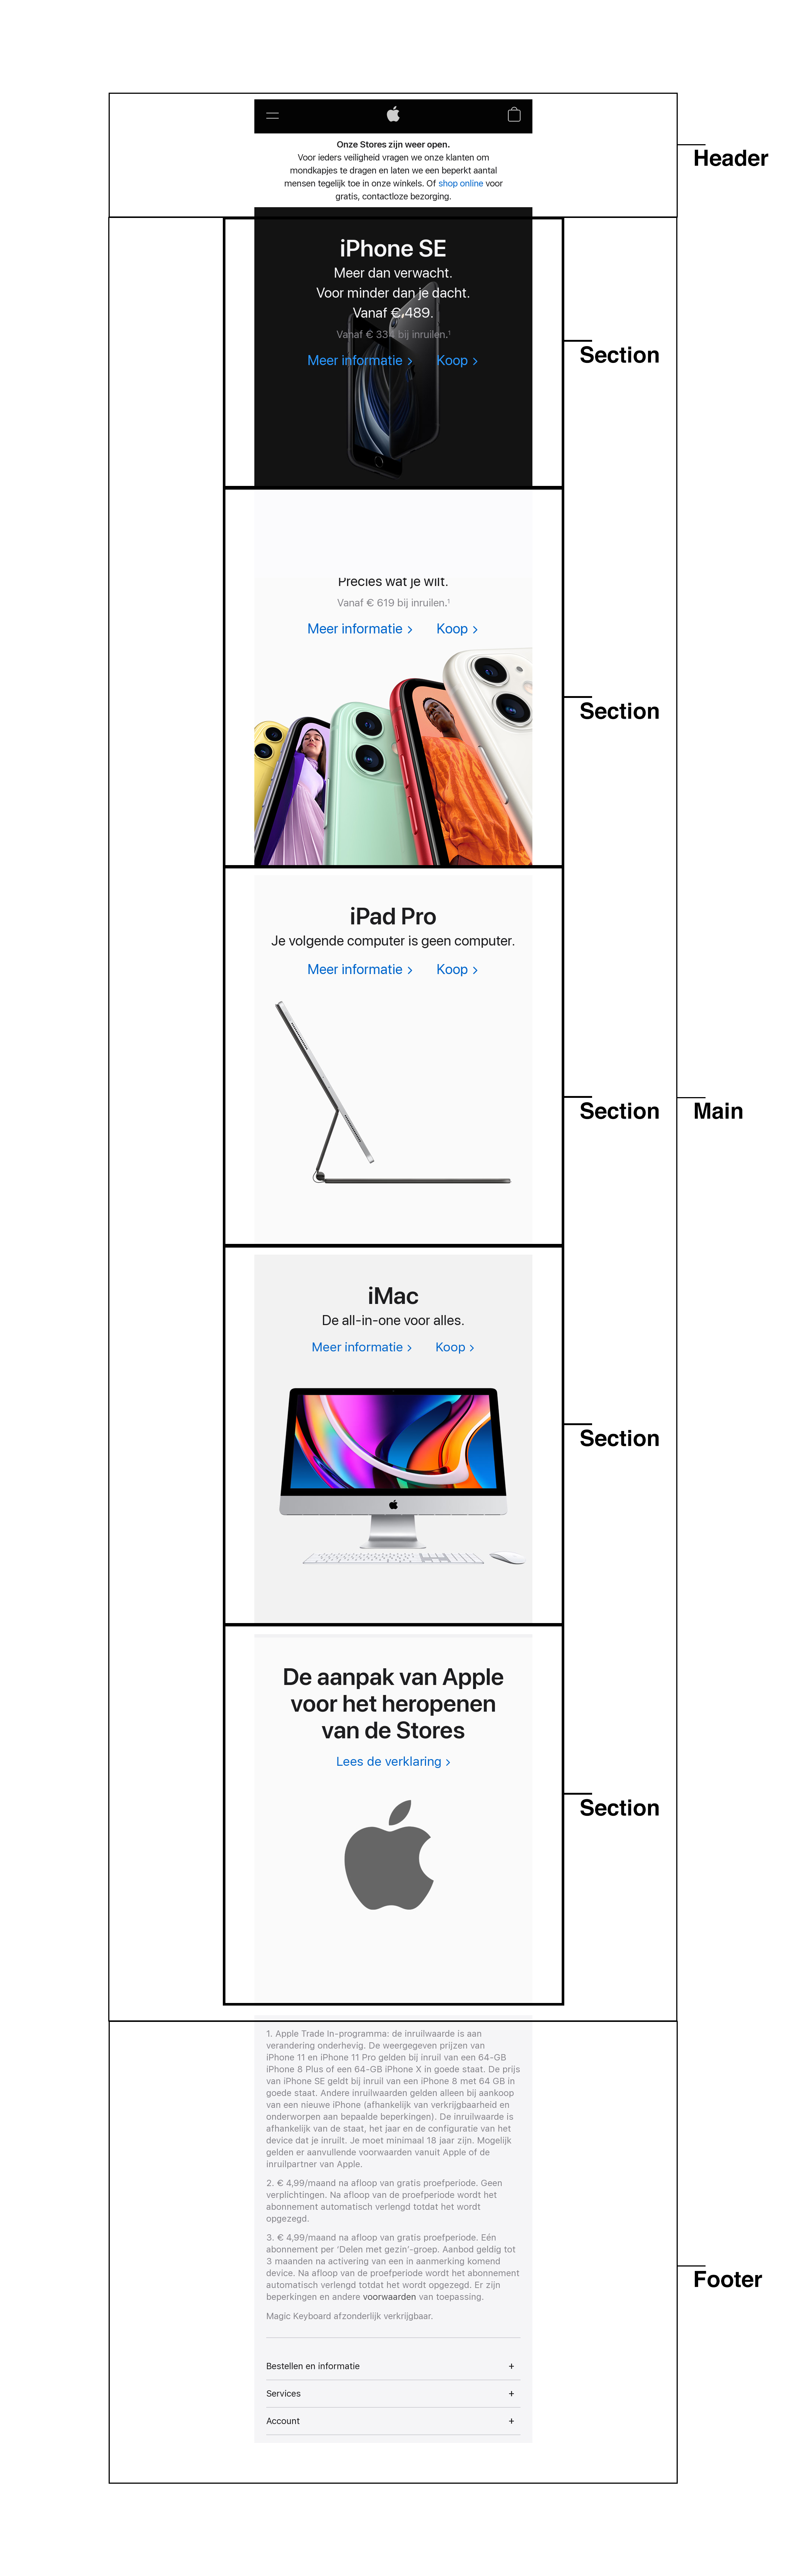 Header
Onze Stores zijn weer open.
Voor ieders veiligheid vragen we onze klanten om
mondkapjes te dragen en laten we een beperkt aantal
mensen tegelijk toe in onze winkels. Of shop online voor
gratis, contactloze bezorging.
iPhone SE
Meer dan verwacht.
Voor minder dan je dacht.
Vanaf € 489.
Vanaf € 33 bij inruilen.¹
Meer informatie > Koop >
Section
Precies wat je wilt.
Vanaf € 619 bij inruilen.¹
Meer informatie > Koop >
Section
iPad Pro
Je volgende computer is geen computer.
Meer informatie > Koop >
Section
Main
iMac
De all-in-one voor alles.
Meer informatie > Koop >
Section
De aanpak van Apple
voor het heropenen
van de Stores
Lees de verklaring >
Section
1. Apple Trade In-programma: de inruilwaarde is aan
verandering onderhevig. De weergegeven prijzen van
iPhone 11 en iPhone 11 Pro gelden bij inruil van een 64-GB
iPhone 8 Plus of een 64-GB iPhone X in goede staat. De prijs
van iPhone SE geldt bij inruil van een iPhone 8 met 64 GB in
goede staat. Andere inruilwaarden gelden alleen bij aankoop
van een nieuwe iPhone (afhankelijk van verkrijgbaarheid en
onderworpen aan bepaalde beperkingen). De inruilwaarde is
afhankelijk van de staat, het jaar en de configuratie van het
device dat je inruilt. Je moet minimaal 18 jaar zijn. Mogelijk
gelden er aanvullende voorwaarden vanuit Apple of de
inruilpartner van Apple.
2. € 4,99/maand na afloop van gratis proefperiode. Geen
verplichtingen. Na afloop van de proefperiode wordt het
abonnement automatisch verlengd totdat het wordt
opgezegd.
3. € 4,99/maand na afloop van gratis proefperiode. Eén
abonnement per ‘Delen met gezin’-groep. Aanbod geldig tot
3 maanden na activering van een in aanmerking komend
device. Na afloop van de proefperiode wordt het abonnement
automatisch verlengd totdat het wordt opgezegd. Er zijn
beperkingen en andere voorwaarden van toepassing.
Magic Keyboard afzonderlijk verkrijgbaar.
Footer
Bestellen en informatie +
Services +
Account +